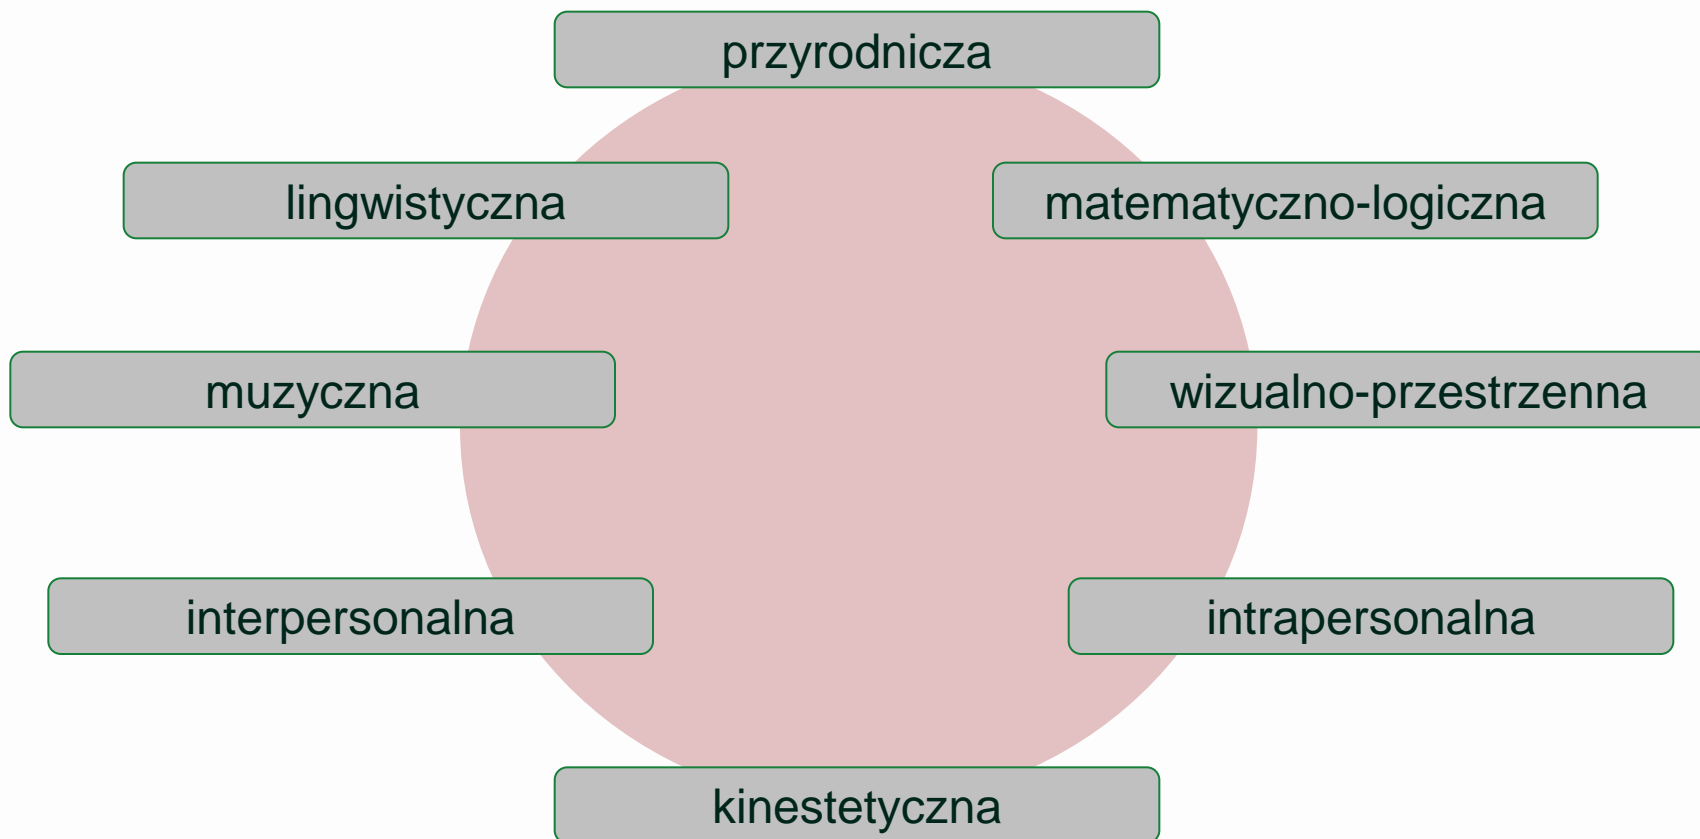 przyrodnicza
lingwistyczna
matematyczno-logiczna
muzyczna
wizualno-przestrzenna
interpersonalna
intrapersonalna
kinestetyczna